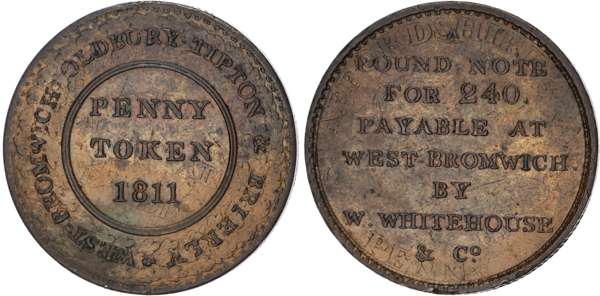 WEST-BROMWICH·OLDBURY·TIPTON & BRIERLEY
PENNY
TOKEN
1811
POUND NOTE
FOR 240.
PAYABLE AT
WEST-BROMWICH
BY
W. WHITEHOUSE
& Co